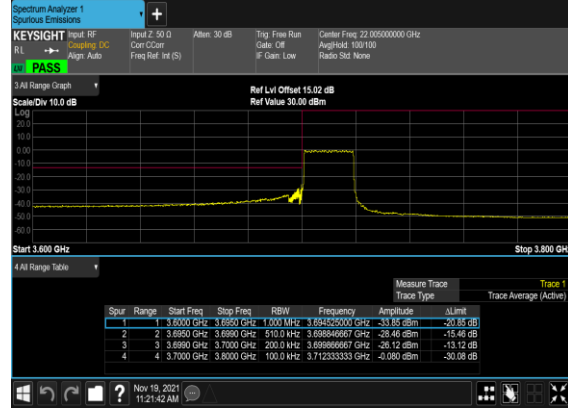 Spectrum Analyzer 1
Spurious Emissions
KEYSIGHT Input: RF Input Z: 50 Ω Atten: 30 dB Trig: Free Run Center Freq: 22.005000000 GHz
RL Coupling: DC Corr CCorr Gate: Off Avg|Hold: 100/100
Align: Auto Freq Ref: Int (S) IF Gain: Low Radio Std: None
PASS
3 All Range Graph
Ref Lvl Offset 15.02 dB
Scale/Div 10.0 dB Ref Value 30.00 dBm
Log
20.0
10.0
0.00
-10.0
-20.0
-30.0
-40.0
-50.0
-60.0
Start 3.600 GHz Stop 3.800 GH
4 All Range Table
Measure Trace Trace 1
Trace Type Trace Average (Active)
Spur Range Start Freq Stop Freq RBW Frequency Amplitude ΔLimit
1 1 3.6000 GHz 3.6950 GHz 1.000 MHz 3.694525000 GHz -33.85 dBm -20.85 dB
2 2 3.6950 GHz 3.6990 GHz 510.0 kHz 3.698846667 GHz -28.46 dBm -15.46 dB
3 3 3.6990 GHz 3.7000 GHz 200.0 kHz 3.699866667 GHz -26.12 dBm -13.12 dB
4 4 3.7000 GHz 3.8000 GHz 100.0 kHz 3.712333333 GHz -0.080 dBm -30.08 dB
Nov 19, 2021
11:21:42 AM